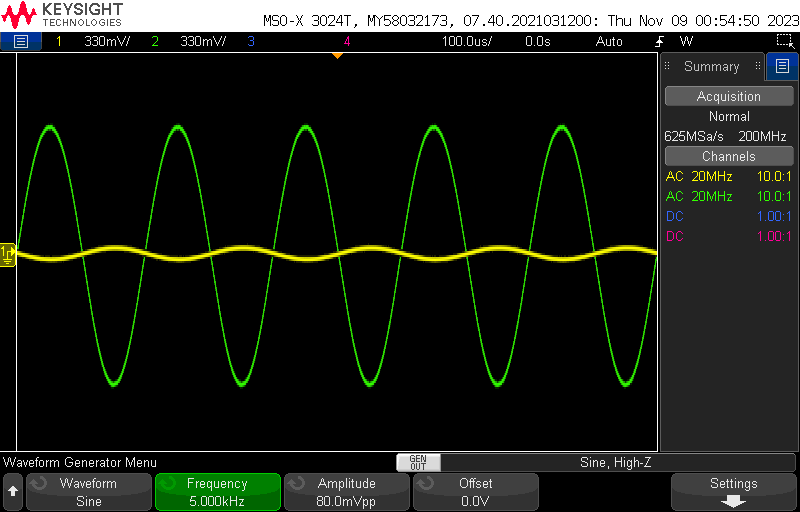 KEYSIGHT
TECHNOLOGIES
MSO-X 3024T, MY58032173, 07.40.2021031200: Thu Nov 09 00:54:50 2023
1 330mV/ 2 330mV/ 3 4 100.0us/ 0.0s Auto W
Summary
Acquisition
Normal
625MSa/s 200MHz
Channels
AC 20MHz 10.0:1
AC 20MHz 10.0:1
DC 1.00:1
DC 1.00:1
1
Waveform Generator Menu
GEN
OUT
Sine, High-Z
Waveform
Sine
Frequency
5.000kHz
Amplitude
80.0mVpp
Offset
0.0V
Settings